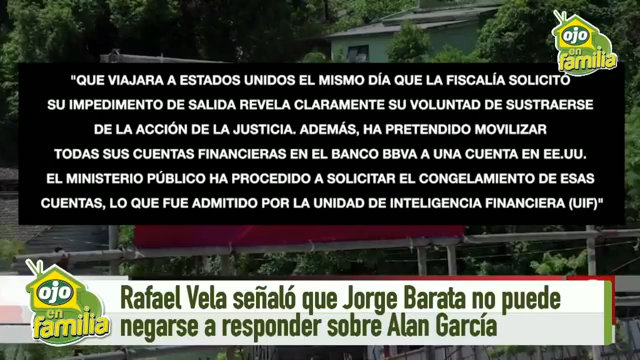 ojo
en
familia
"QUE VIAJARA A ESTADOS UNIDOS EL MISMO DÍA QUE LA FISCALÍA SOLICITÓ
SU IMPEDIMENTO DE SALIDA REVELA CLARAMENTE SU VOLUNTAD DE SUSTRAERSE
DE LA ACCIÓN DE LA JUSTICIA. ADEMÁS, HA PRETENDIDO MOVILIZAR
TODAS SUS CUENTAS FINANCIERAS EN EL BANCO BBVA A UNA CUENTA EN EE.UU.
EL MINISTERIO PÚBLICO HA PROCEDIDO A SOLICITAR EL CONGELAMIENTO DE ESAS
CUENTAS, LO QUE FUE ADMITIDO POR LA UNIDAD DE INTELIGENCIA FINANCIERA (UIF)"
ojo
en
familia
Rafael Vela señaló que Jorge Barata no puede
negarse a responder sobre Alan García